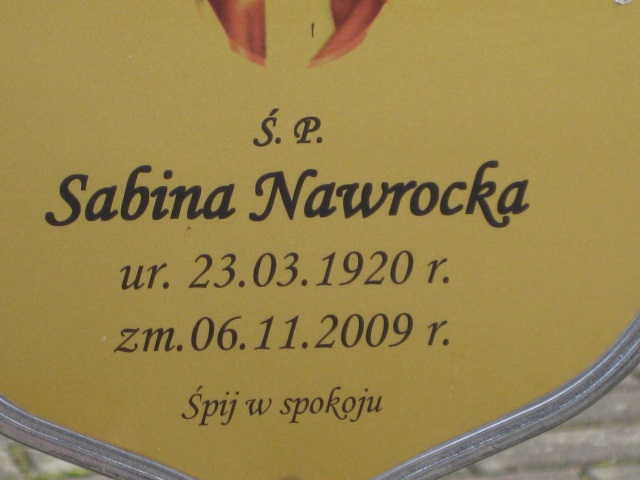 Ś. P.
Sabina Nawrocka
ur. 23.03.1920 r.
zm.06.11.2009 r.
Śpij w spokoju